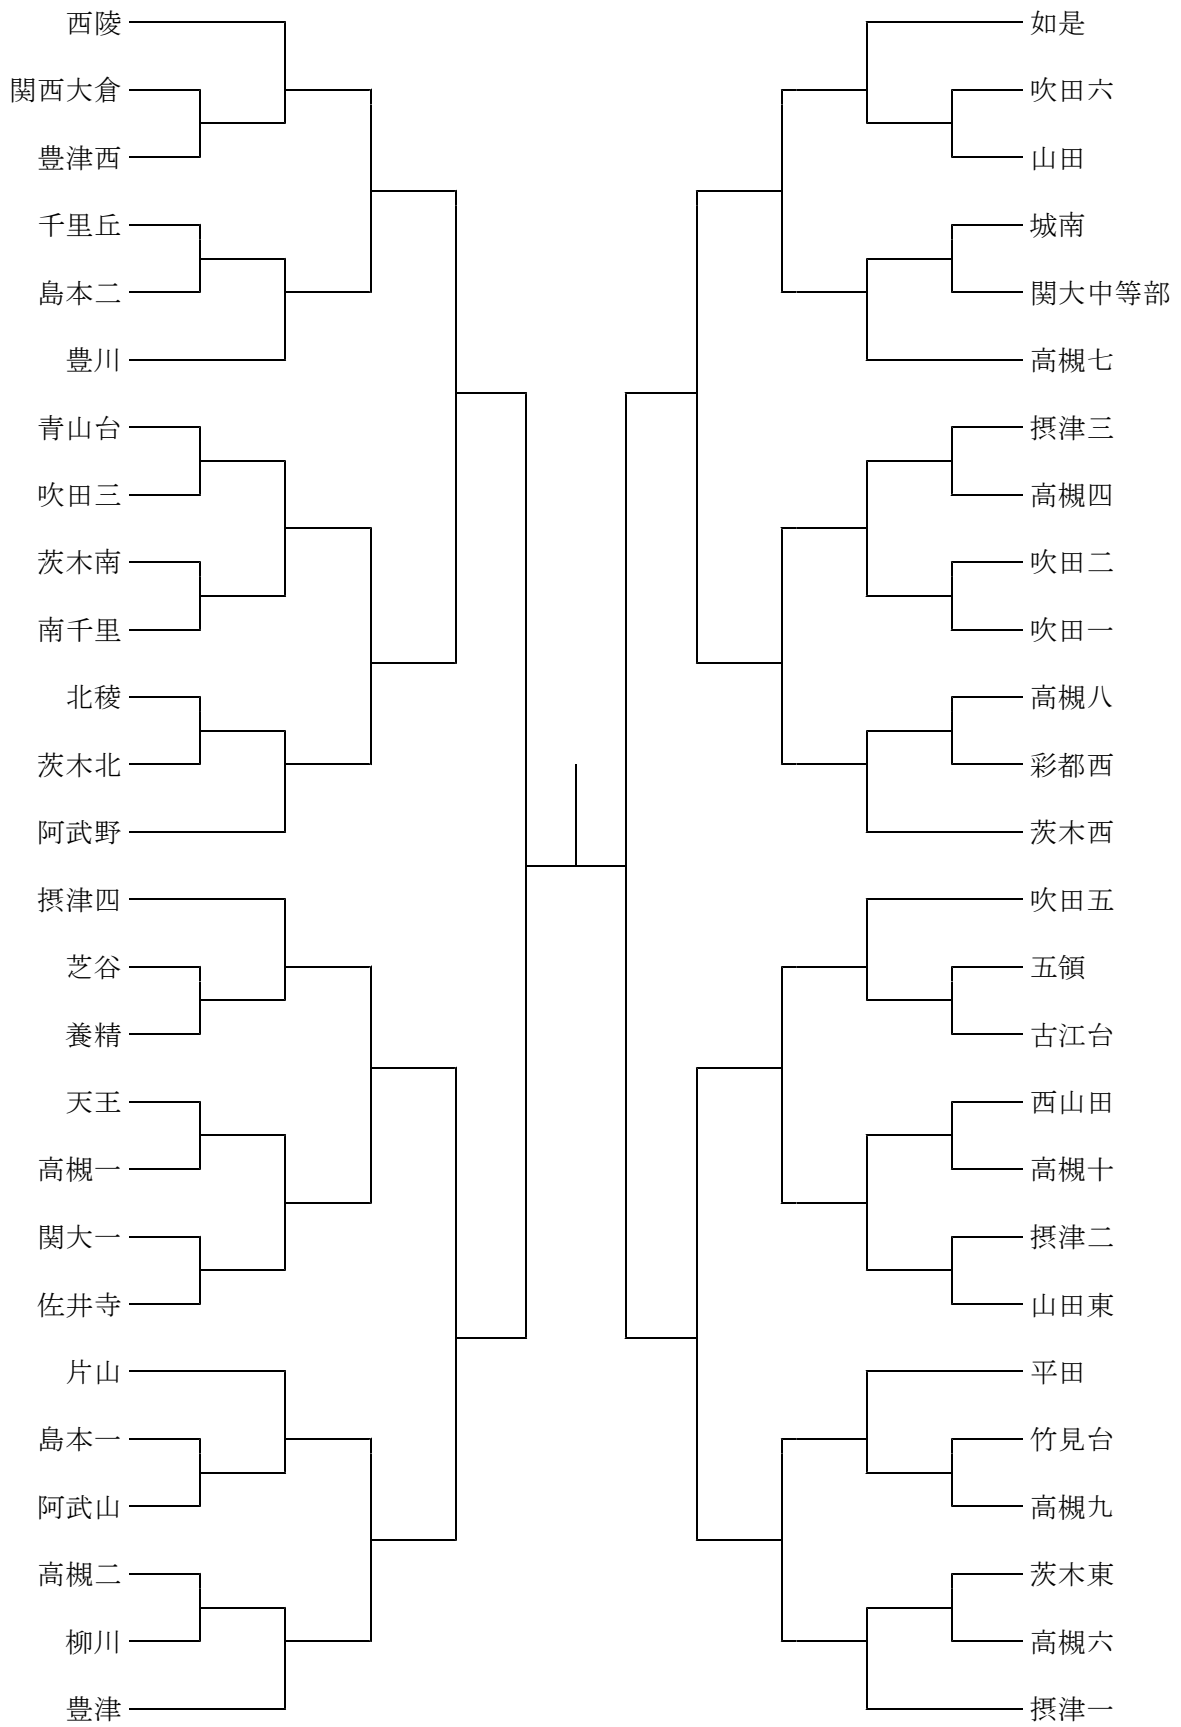 西陵
関西大倉
豊津西
千里丘
島本二
豊川
青山台
吹田三
茨木南
南千里
北稜
茨木北
阿武野
摂津四
芝谷
養精
天王
高槻一
関大一
佐井寺
片山
島本一
阿武山
高槻二
柳川
豊津
如是
吹田六
山田
城南
関大中等部
高槻七
摂津三
高槻四
吹田二
吹田一
高槻八
彩都西
茨木西
吹田五
五領
古江台
西山田
高槻十
摂津二
山田東
平田
竹見台
高槻九
茨木東
高槻六
摂津一